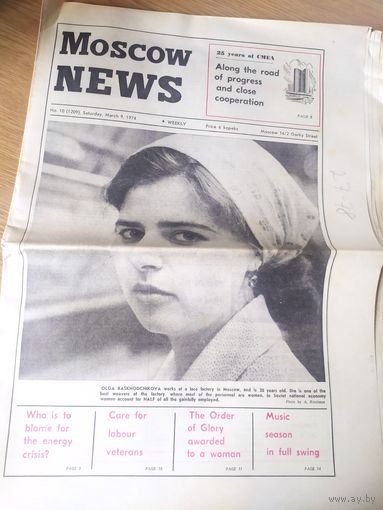 MOSCOW
NEWS
25 years of CMEA
Along the road
of progress
and close
cooperation
PAGE 8
No. 10 (1209), Saturday, March 9, 1974
♦ WEEKLY
Price 6 kopeks
Moscow 16/2 Gorky Street
OLGA RASKHODCHIKOVA works at a lace factory in Moscow, and is 20 years old. She is one of the
best weavers at the factory where most of the personnel are women. In Soviet national economy
women account for HALF of all the gainfully employed.
Photo by A.
Who is to
blame for
the energy
crisis?
PAGE
Care for
labour
veterans
PAGE 10
The Order
of Glory
awarded
to a woman
PAGE 11
Music
season
in full swing
PAGE 14
www.ay.by